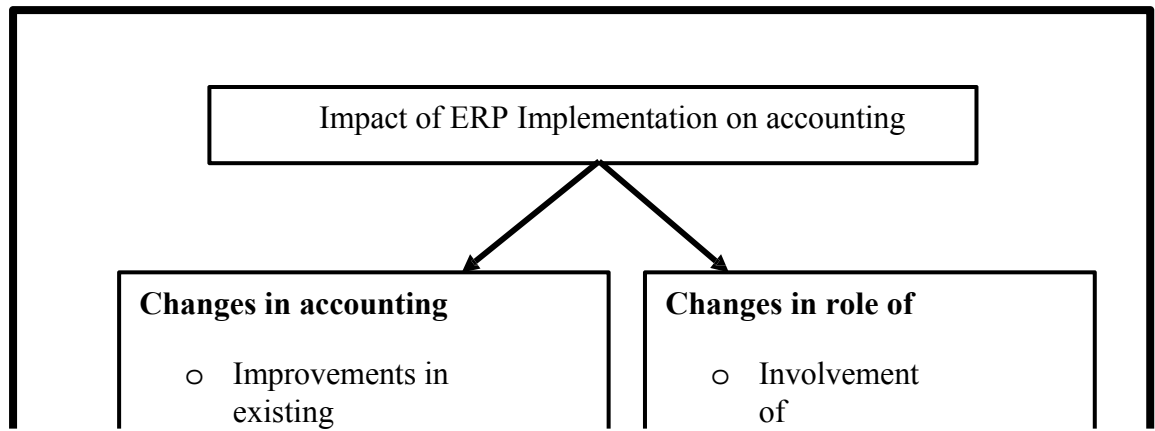 Impact of ERP Implementation on accounting
Changes in accounting
o Improvements in
existing
Changes in role of
o Involvement
of